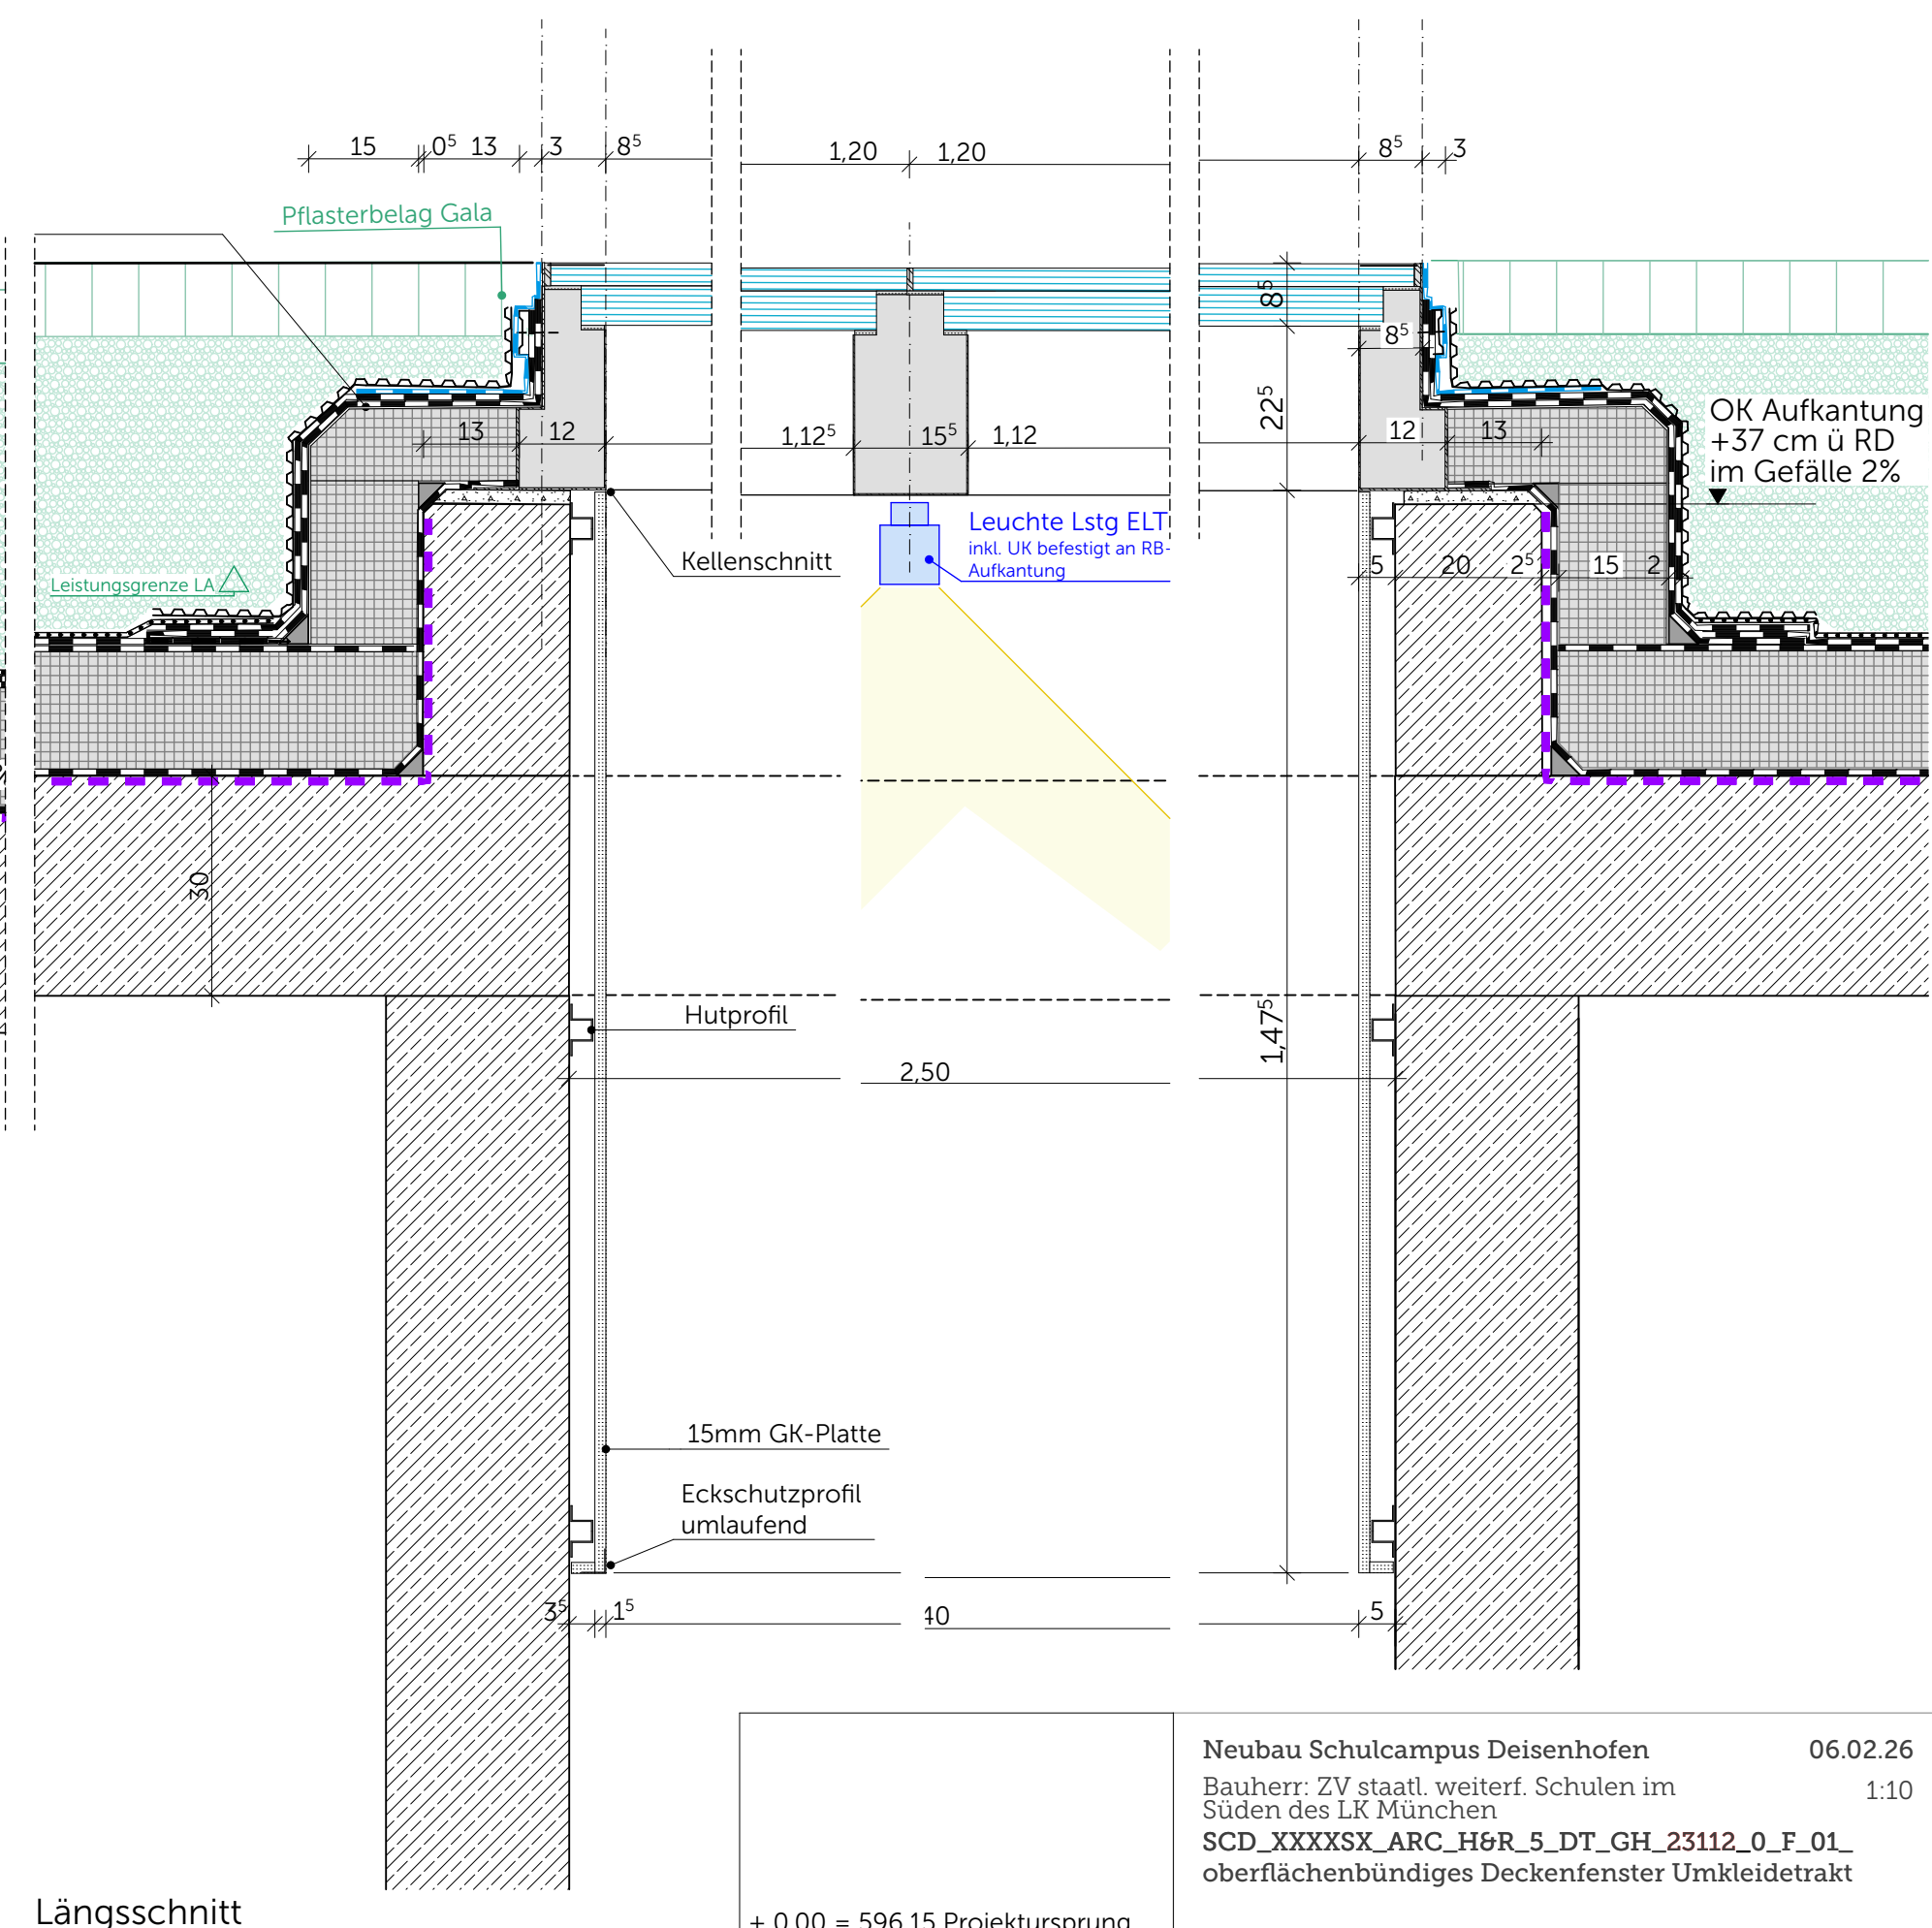 15 0⁵ 13 3 8⁵ 1,20 1,20 8⁵ 3
Pflasterbelag Gala
8⁵
8⁵
22⁵
OK Aufkantung
+37 cm ü RD
im Gefälle 2%
13 12 1,12⁵ 15⁵ 1,12 12 13
Leuchte Lstg ELT
inkl. UK befestigt an RB-
Aufkantung
Kellenschnitt
Leistungsgrenze LA
5 20 2⁵ 15 2
30
Hutprofil
1,47⁵
2,50
15mm GK-Platte
Eckschutzprofil
umlaufend
3⁵ 1⁵ 40 5
Neubau Schulcampus Deisenhofen 06.02.26
Bauherr: ZV staatl. weiterf. Schulen im 1:10
Süden des LK München
SCD_XXXXSX_ARC_H&R_5_DT_GH_23112_0_F_01_
oberflächenbündiges Deckenfenster Umkleidetrakt
Längsschnitt
+ 0,00 = 596,15 Projektursprung